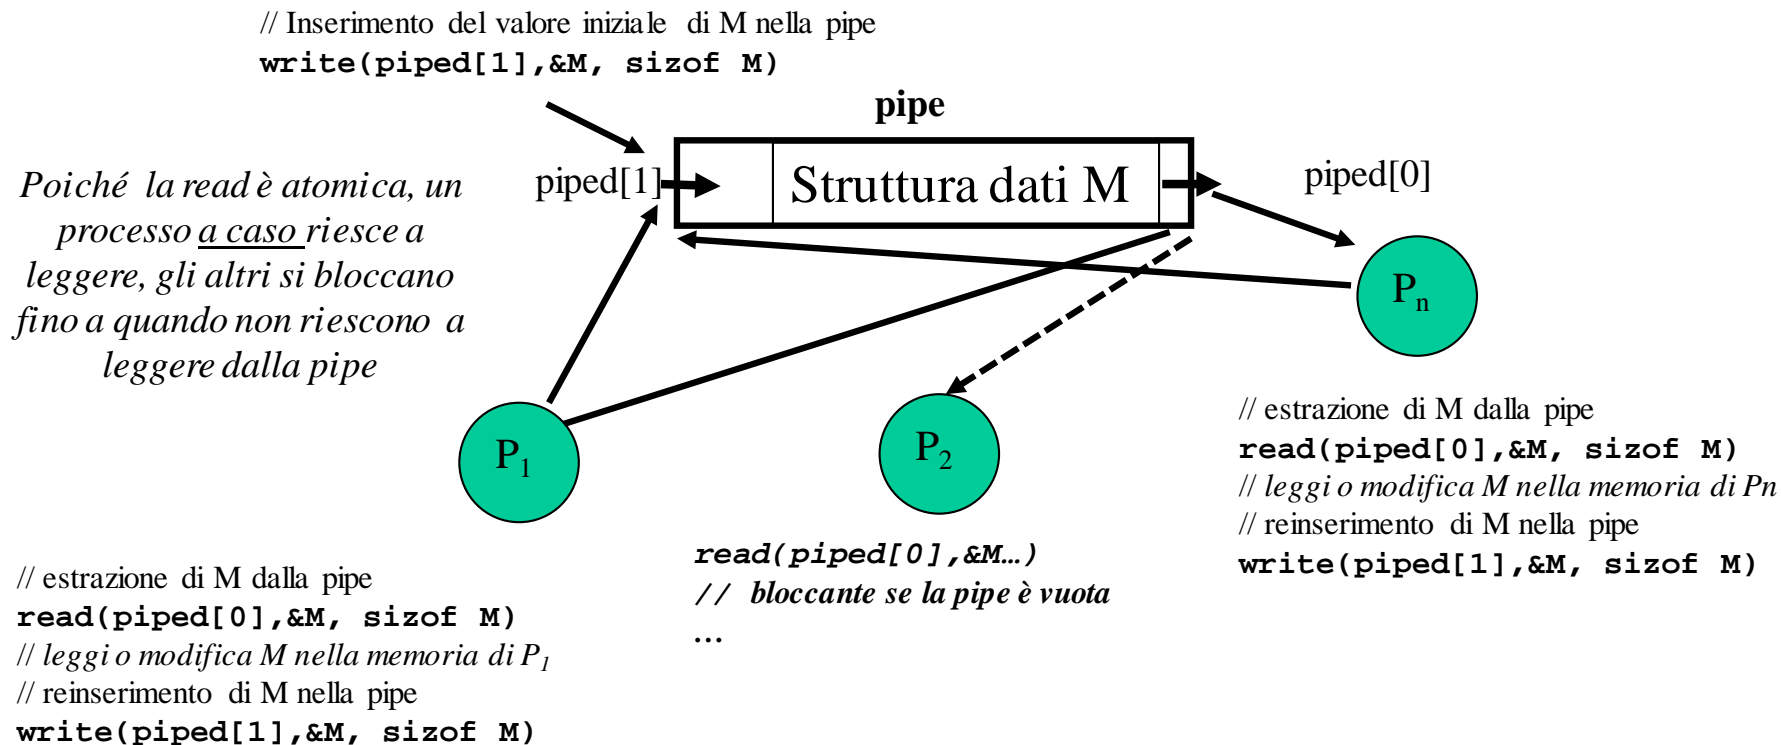 // Inserimento del valore iniziale di M nella pipe
write(piped[1],&M, sizof M)
pipe
piped[1]
Struttura dati M
piped[0]
Poiché la read è atomica, un
processo a caso riesce a
leggere, gli altri si bloccano
fino a quando non riescono a
leggere dalla pipe
Pn
P1
P2
// estrazione di M dalla pipe
read(piped[0],&M, sizof M)
// leggi o modifica M nella memoria di Pn
// reinserimento di M nella pipe
write(piped[1],&M, sizof M)
read(piped[0],&M…)
// bloccante se la pipe è vuota
…
// estrazione di M dalla pipe
read(piped[0],&M, sizof M)
// leggi o modifica M nella memoria di P1
// reinserimento di M nella pipe
write(piped[1],&M, sizof M)